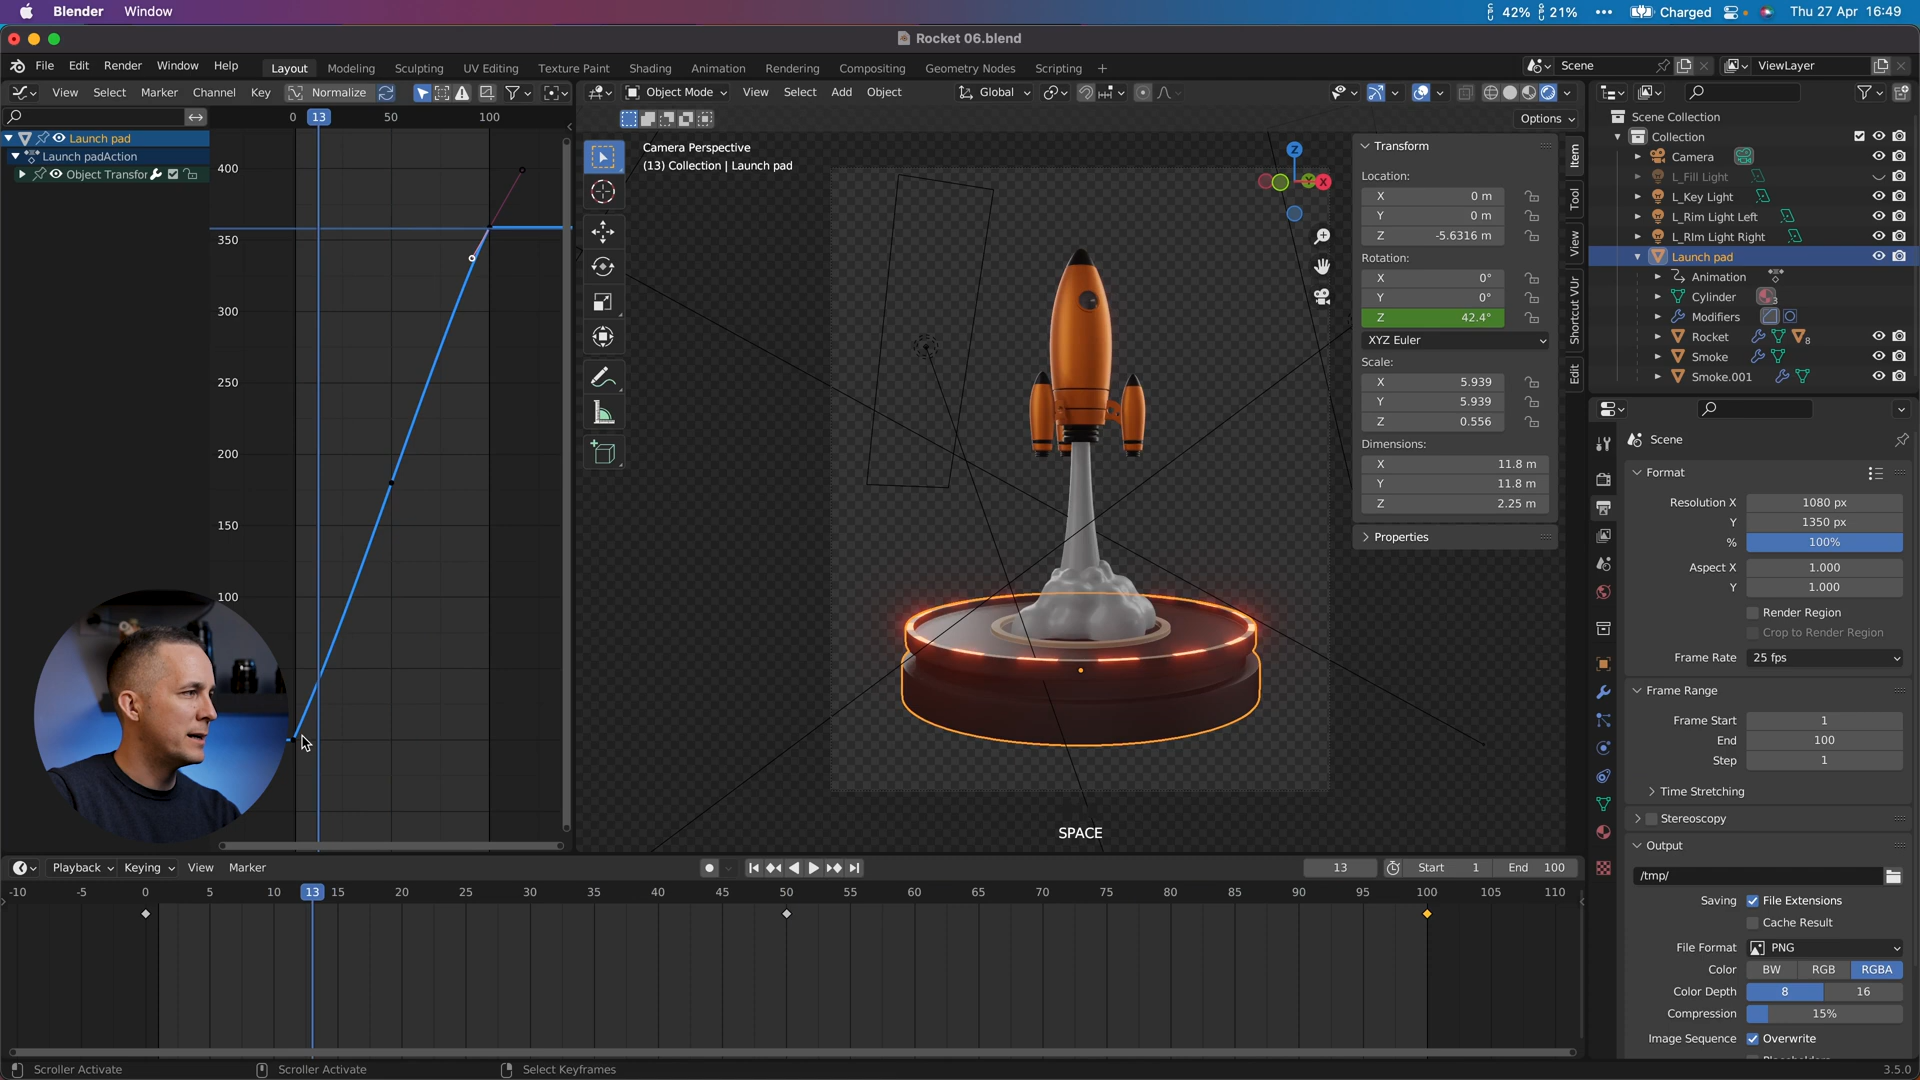 Blender Window
42% 21% Charged Thu 27 Apr 16:49
Rocket 06.blend
File Edit Render Window Help
Layout Modeling Sculpting UV Editing Texture Paint Shading Animation Rendering Compositing Geometry Nodes Scripting +
Scene ViewLayer
View Select Marker Channel Key Normalize
Object Mode View Select Add Object Global
Options
0 13 50 100
Launch pad
Launch padAction
Object Transfor
400
350
300
250
200
150
100
Camera Perspective
(13) Collection | Launch pad
Z
X
Transform
Location:
X 0 m
Y 0 m
Z -5.6316 m
Rotation:
X 0°
Y 0°
Z 42.4°
XYZ Euler
Scale:
X 5.939
Y 5.939
Z 0.556
Dimensions:
X 11.8 m
Y 11.8 m
Z 2.25 m
Properties
Item
Tool
View
Shortcut VUr
Edit
SPACE
Scene Collection
Collection
Camera
L_Fill Light
L_Key Light
L_Rim Light Left
L_RIm Light Right
Launch pad
Animation
Cylinder 3
Modifiers
Rocket 8
Smoke
Smoke.001
Scene
Format
Resolution X 1080 px
Y 1350 px
% 100%
Aspect X 1.000
Y 1.000
Render Region
Crop to Render Region
Frame Rate 25 fps
Frame Range
Frame Start 1
End 100
Step 1
Time Stretching
Stereoscopy
Output
/tmp/
Saving File Extensions
Cache Result
File Format PNG
Color BW RGB RGBA
Color Depth 8 16
Compression 15%
Image Sequence Overwrite
Playback Keying View Marker
13 Start 1 End 100
-10 -5 0 5 10 13 15 20 25 30 35 40 45 50 55 60 65 70 75 80 85 90 95 100 105 110
Scroller Activate Scroller Activate Select Keyframes 3.5.0